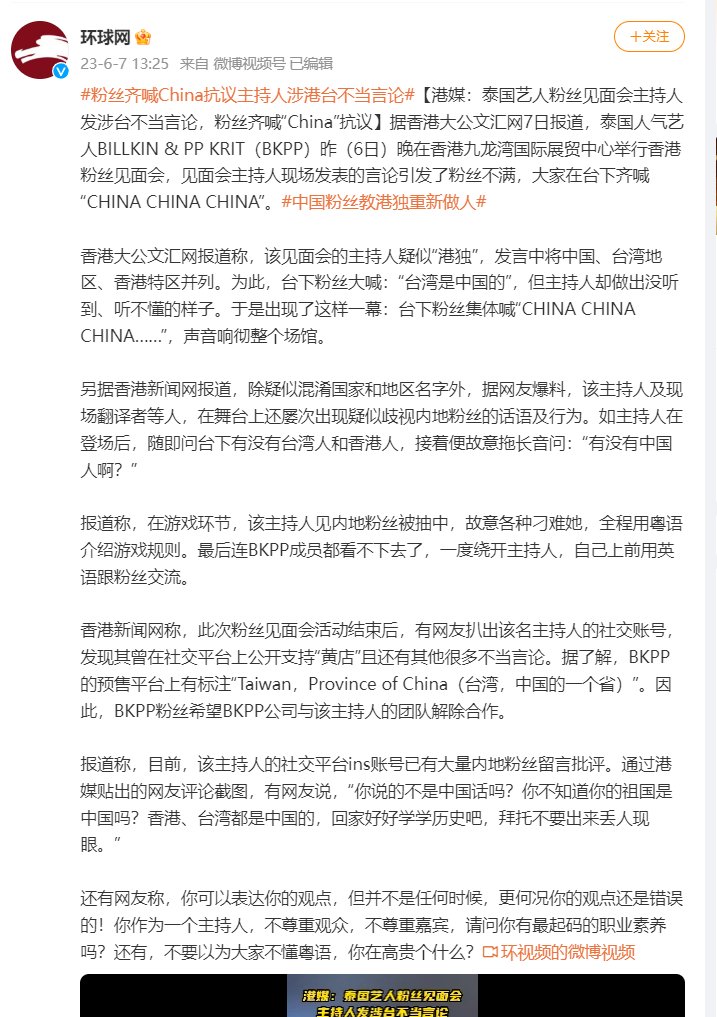 环球网
+关注
23-6-7 13:25 来自 微博视频号 已编辑
#粉丝齐喊China抗议主持人涉港台不当言论#【港媒：泰国艺人粉丝见面会主持人
发涉台不当言论，粉丝齐喊“China”抗议】据香港大公文汇网7日报道，泰国人气艺
人BILLKIN & PP KRIT（BKPP）昨（6日）晚在香港九龙湾国际展贸中心举行香港
粉丝见面会，见面会主持人现场发表的言论引发了粉丝不满，大家在台下齐喊
“CHINA CHINA CHINA”。#中国粉丝教港独重新做人#
香港大公文汇网报道称，该见面会的主持人疑似“港独”，发言中将中国、台湾地
区、香港特区并列。为此，台下粉丝大喊：“台湾是中国的”，但主持人却做出没听
到、听不懂的样子。于是出现了这样一幕：台下粉丝集体喊“CHINA CHINA
CHINA......”，声音响彻整个场馆。
另据香港新闻网报道，除疑似混淆国家和地区名字外，据网友爆料，该主持人及现
场翻译者等人，在舞台上还屡次出现疑似歧视内地粉丝的话语及行为。如主持人在
登场后，随即问台下有没有台湾人和香港人，接着便故意拖长音问：“有没有中国
人啊？”
报道称，在游戏环节，该主持人见内地粉丝被抽中，故意各种刁难她，全程用粤语
介绍游戏规则。最后连BKPP成员都看不下去了，一度绕开主持人，自己上前用英
语跟粉丝交流。
香港新闻网称，此次粉丝见面会活动结束后，有网友扒出该名主持人的社交账号，
发现其曾在社交平台上公开支持“黄店”且还有其他很多不当言论。据了解，BKPP
的预售平台上有标注“Taiwan，Province of China（台湾，中国的一个省）”。因
此，BKPP粉丝希望BKPP公司与该主持人的团队解除合作。
报道称，目前，该主持人的社交平台ins账号已有大量内地粉丝留言批评。通过港
媒贴出的网友评论截图，有网友说，“你说的不是中国话吗？你不知道你的祖国是
中国吗？香港、台湾都是中国的，回家好好学学历史吧，拜托不要出来丢人现
眼。”
还有网友称，你可以表达你的观点，但并不是任何时候，更何况你的观点还是错误
的！你作为一个主持人，不尊重观众，不尊重嘉宾，请问你有最起码的职业素养
吗？还有，不要以为大家不懂粤语，你在高贵个什么？环视频的微博视频
港媒：泰国艺人粉丝见面会
主持人发涉台不当言论